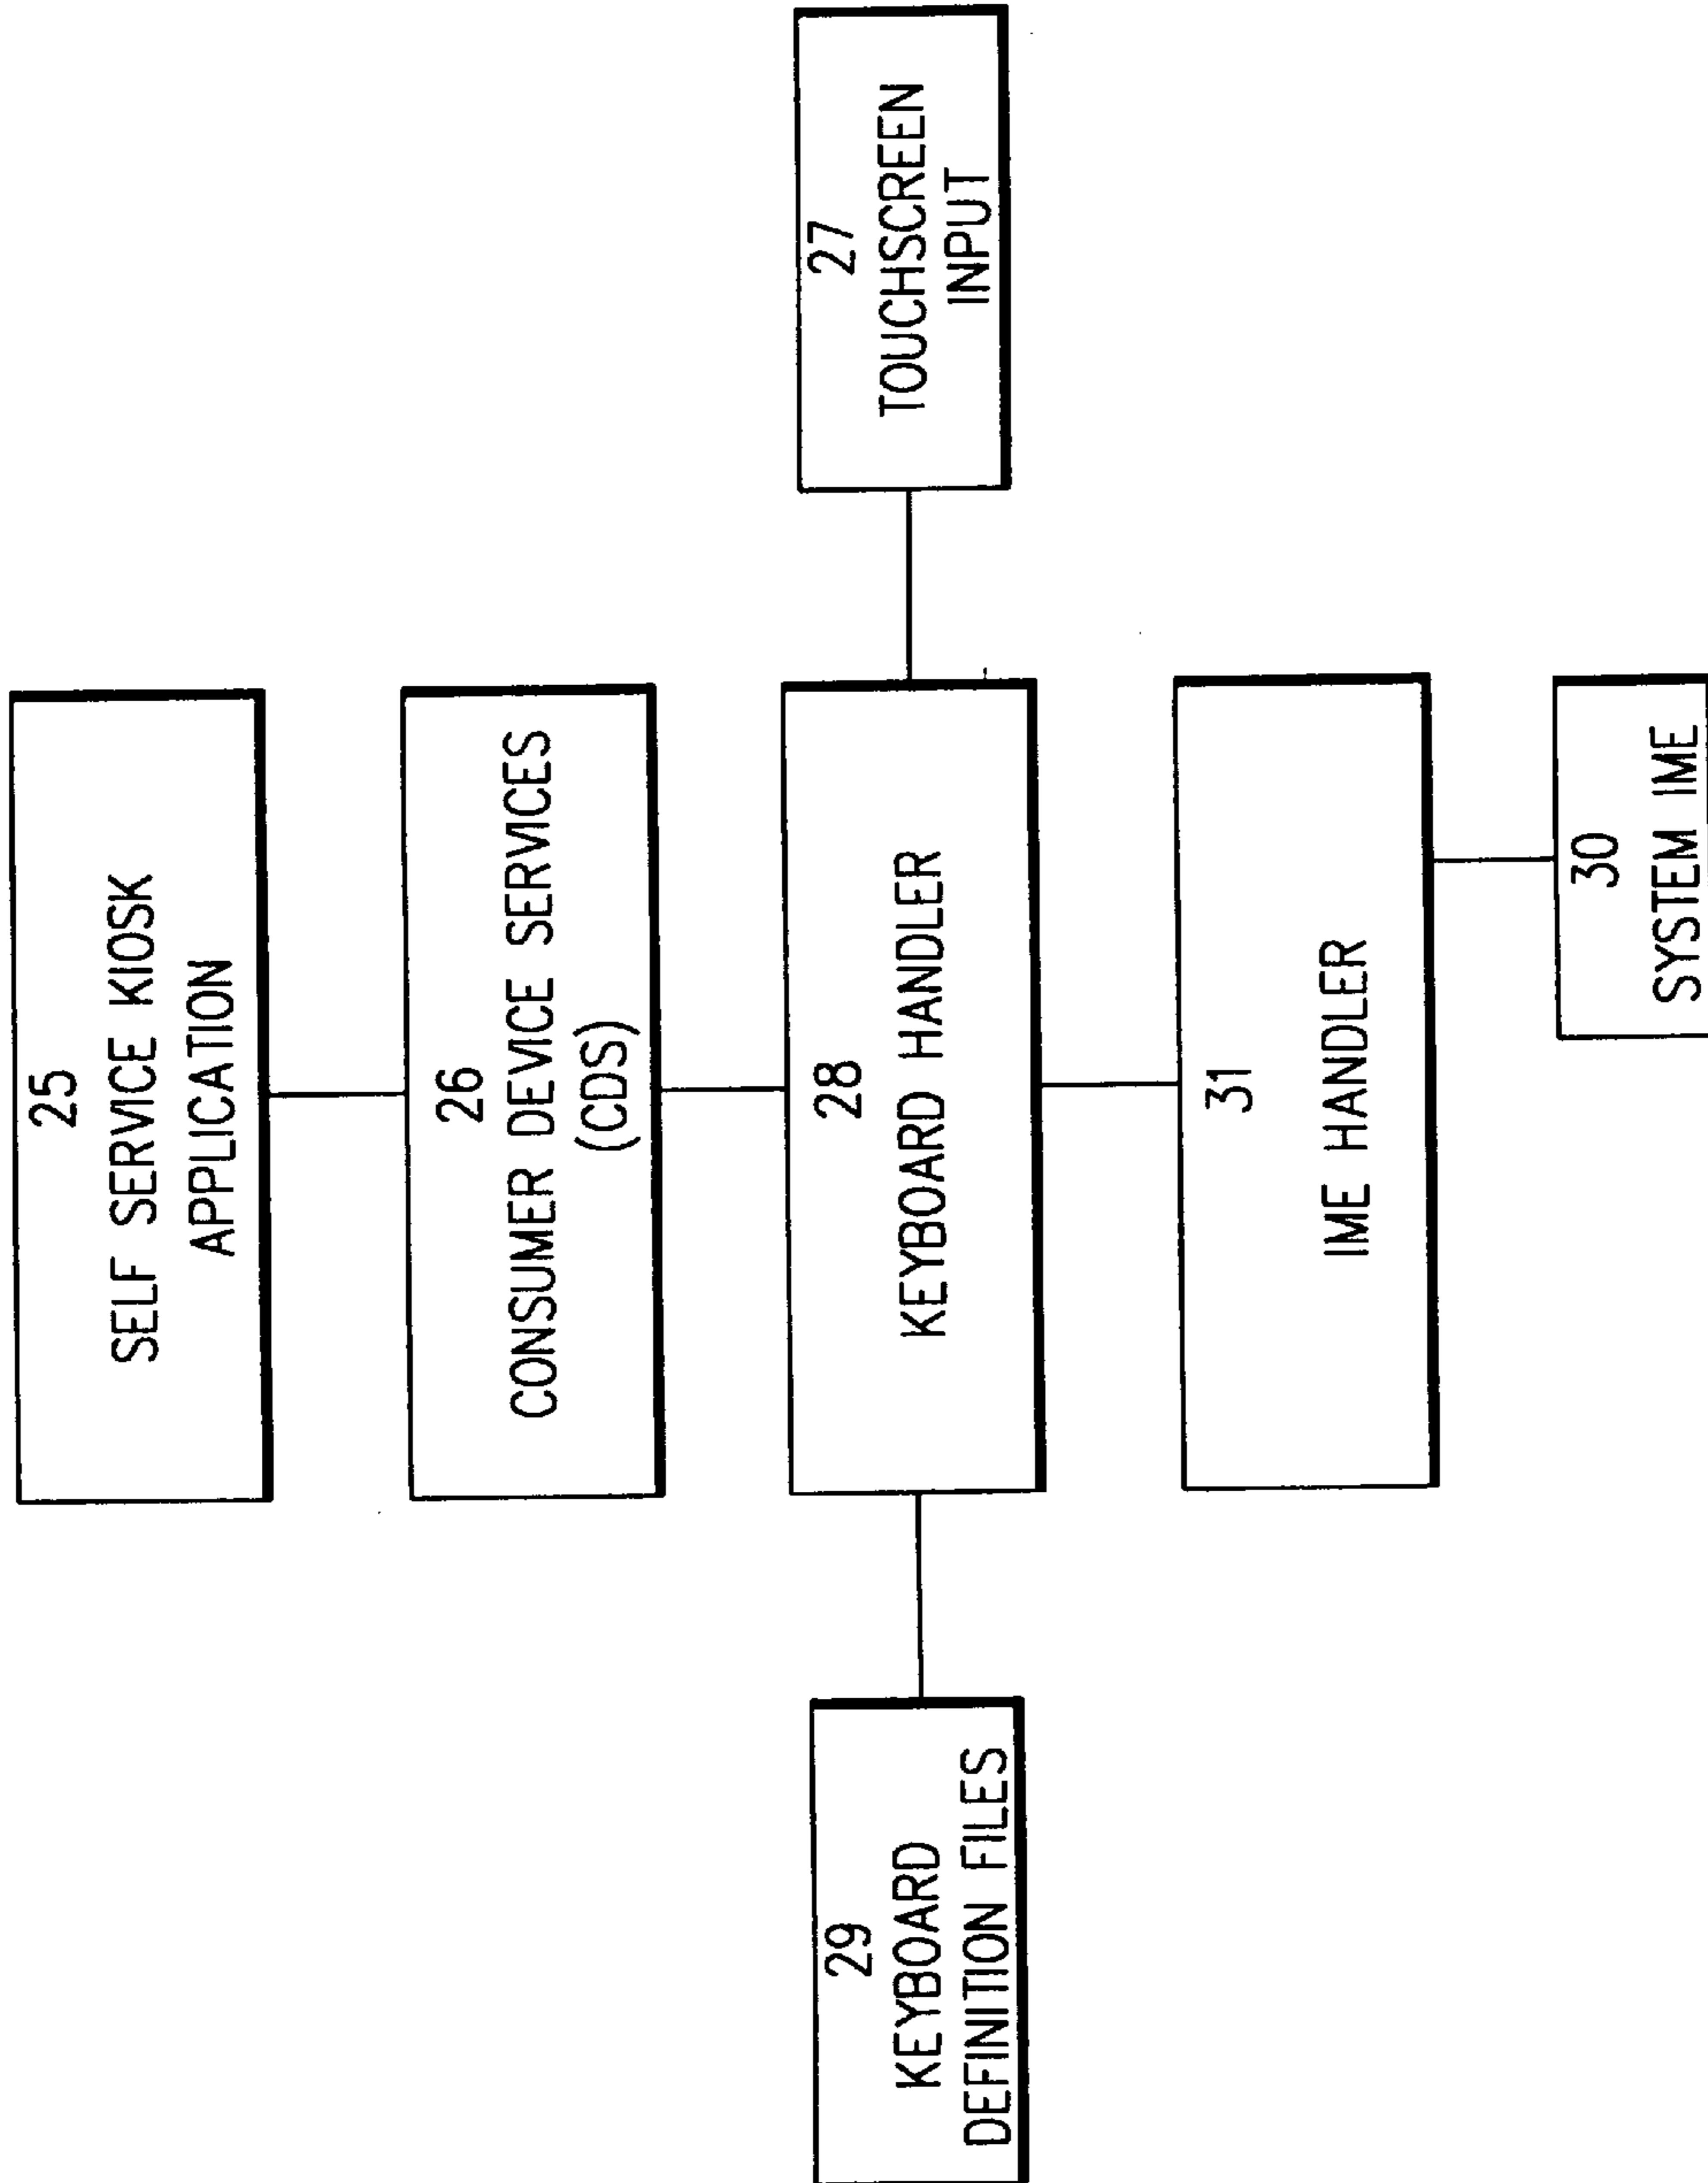 25
SELF SERVICE KIOSK
APPLICATION
26
CONSUMER DEVICE SERVICES
(CDS)
27
TOUCHSCREEN
INPUT
28
KEYBOARD HANDLER
29
KEYBOARD
DEFINITION FILES
31
IME HANDLER
30
SYSTEM IME